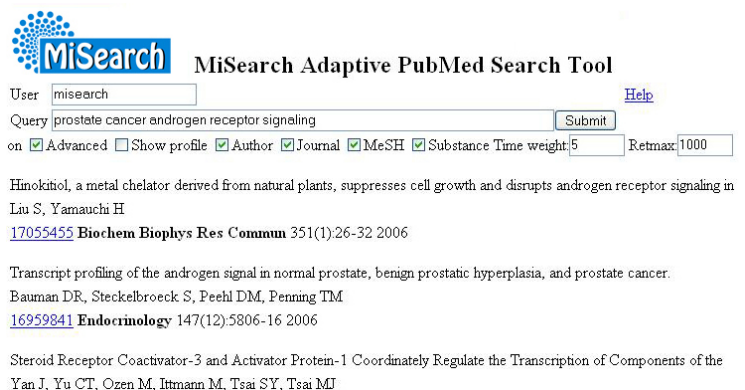 MiSearch
MiSearch Adaptive PubMed Search Tool
User misearch Help
Query prostate cancer androgen receptor signaling Submit
on Advanced Show profile Author Journal MeSH Substance Time weight: 5 Retmax: 1000
Hinokitiol, a metal chelator derived from natural plants, suppresses cell growth and disrupts androgen receptor signaling in
Liu S, Yamauchi H
17055455 Biochem Biophys Res Commun 351(1):26-32 2006
Transcript profiling of the androgen signal in normal prostate, benign prostatic hyperplasia, and prostate cancer.
Bauman DR, Steckelbroeck S, Peehl DM, Penning TM
16959841 Endocrinology 147(12):5806-16 2006
Steroid Receptor Coactivator-3 and Activator Protein-1 Coordinately Regulate the Transcription of Components of the
Yan J, Yu CT, Ozen M, Ittmann M, Tsai SY, Tsai MJ